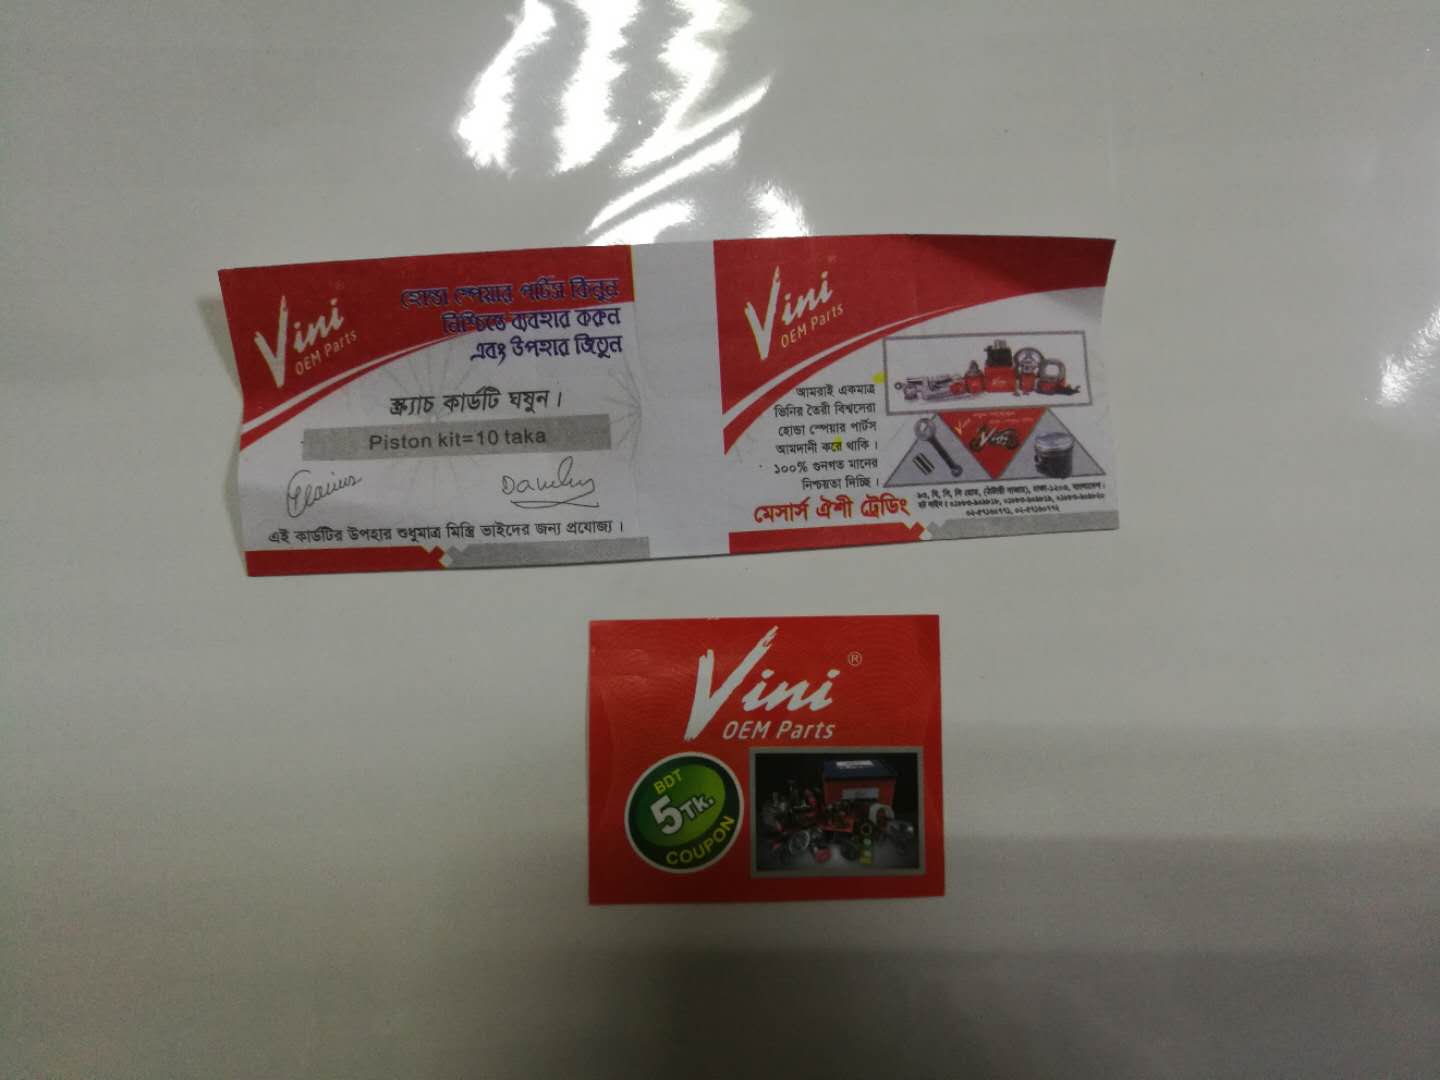 Vini
OEM Parts
হোন্ডা স্পেয়ার পার্টস কিনুন
নিশ্চিন্তে ব্যবহার করুন
এবং উপহার জিতুন
স্ক্র্যাচ কার্ডটি ঘষুন।
Piston kit=10 taka
এই কার্ডটির উপহার শুধুমাত্র মিস্ত্রি ভাইদের জন্য প্রযোজ্য।
Vini
OEM Parts
আমরাই একমাত্র
ভিনির তৈরী বিশ্বসেরা
হোন্ডা স্পেয়ার পার্টস
আমদানী করে থাকি।
১০০% গুনগত মানের
নিশ্চয়তা দিচ্ছি।
মেসার্স ঐশী ট্রেডিং
Vini ®
OEM Parts
BDT
5Tk.
COUPON